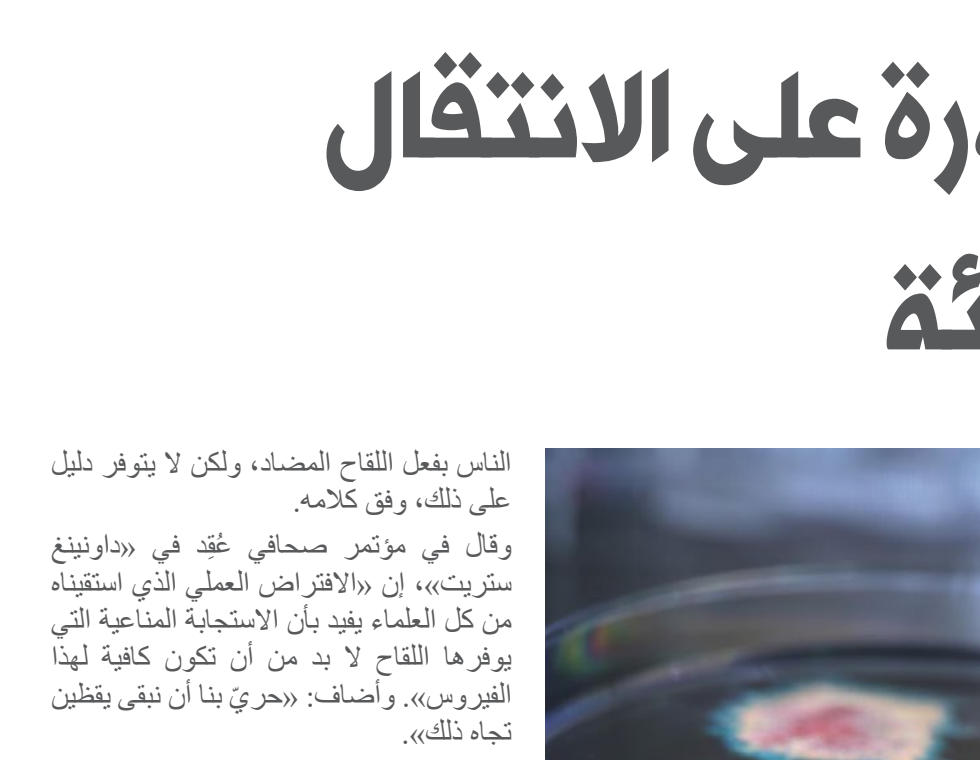 على الانتقال
الناس بفعل اللقاح المضاد، ولكن لا يتوفر دليل
على ذلك، وفق كلامه.
وقال في مؤتمر صحافي عُقِد في «داونينغ
ستريت»، إن «الافتراض العملي الذي استقيناه
من كل العلماء يفيد بأن الاستجابة المناعية التي
يوفرها اللقاح لا بد من أن تكون كافية لهذا
الفيروس». وأضاف: «حريّ بنا أن نبقى يقظين
تجاه ذلك».